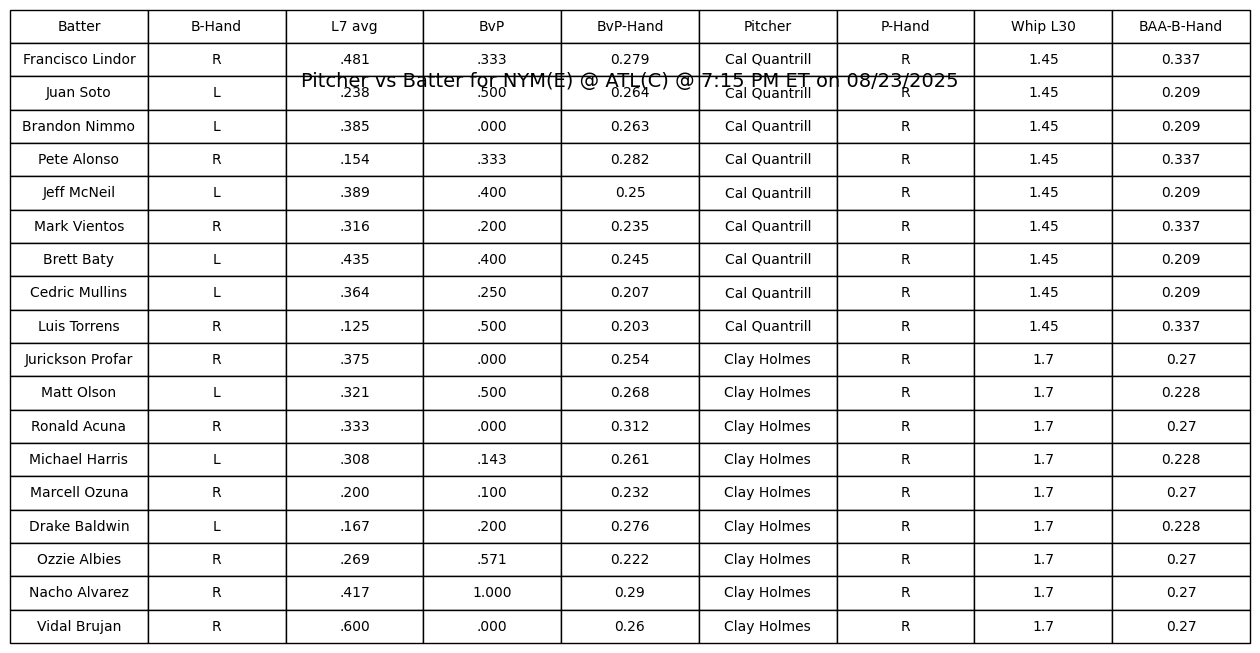 Batter B-Hand L7 avg BvP BvP-Hand Pitcher P-Hand Whip L30 BAA-B-Hand
Francisco Lindor R .481 .333 0.279 Cal Quantrill R 1.45 0.337
Pitcher vs Batter for NYM(E) @ ATL(C) @ 7:15 PM ET on 08/23/2025
Juan Soto L .238 .500 0.264 Cal Quantrill R 1.45 0.209
Brandon Nimmo L .385 .000 0.263 Cal Quantrill R 1.45 0.209
Pete Alonso R .154 .333 0.282 Cal Quantrill R 1.45 0.337
Jeff McNeil L .389 .400 0.25 Cal Quantrill R 1.45 0.209
Mark Vientos R .316 .200 0.235 Cal Quantrill R 1.45 0.337
Brett Baty L .435 .400 0.245 Cal Quantrill R 1.45 0.209
Cedric Mullins L .364 .250 0.207 Cal Quantrill R 1.45 0.209
Luis Torrens R .125 .500 0.203 Cal Quantrill R 1.45 0.337
Jurickson Profar R .375 .000 0.254 Clay Holmes R 1.7 0.27
Matt Olson L .321 .500 0.268 Clay Holmes R 1.7 0.228
Ronald Acuna R .333 .000 0.312 Clay Holmes R 1.7 0.27
Michael Harris L .308 .143 0.261 Clay Holmes R 1.7 0.228
Marcell Ozuna R .200 .100 0.232 Clay Holmes R 1.7 0.27
Drake Baldwin L .167 .200 0.276 Clay Holmes R 1.7 0.228
Ozzie Albies R .269 .571 0.222 Clay Holmes R 1.7 0.27
Nacho Alvarez R .417 1.000 0.29 Clay Holmes R 1.7 0.27
Vidal Brujan R .600 .000 0.26 Clay Holmes R 1.7 0.27